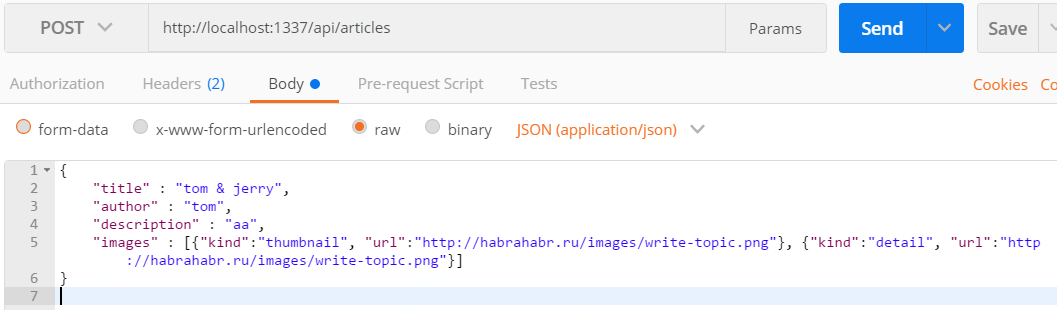 POST http://localhost:1337/api/articles Params Send Save
Authorization Headers (2) Body Pre-request Script Tests Cookies Co
form-data x-www-form-urlencoded raw binary JSON (application/json)
1 {
2 "title" : "tom & jerry",
3 "author" : "tom",
4 "description" : "aa",
5 "images" : [{"kind":"thumbnail", "url":"http://habrahabr.ru/images/write-topic.png"}, {"kind":"detail", "url":"http
://habrahabr.ru/images/write-topic.png"}]
6 }
7